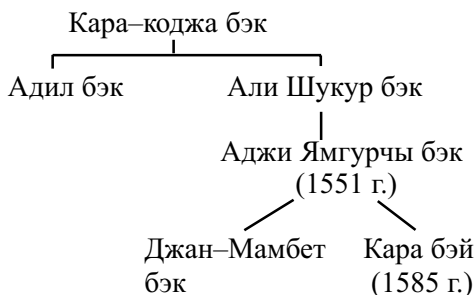 Кара–коджа бэк
Адил бэк
Али Шукур бэк
Аджи Ямгурчы бэк
(1551 г.)
Джан–Мамбет
бэк
Кара бэй
(1585 г.)